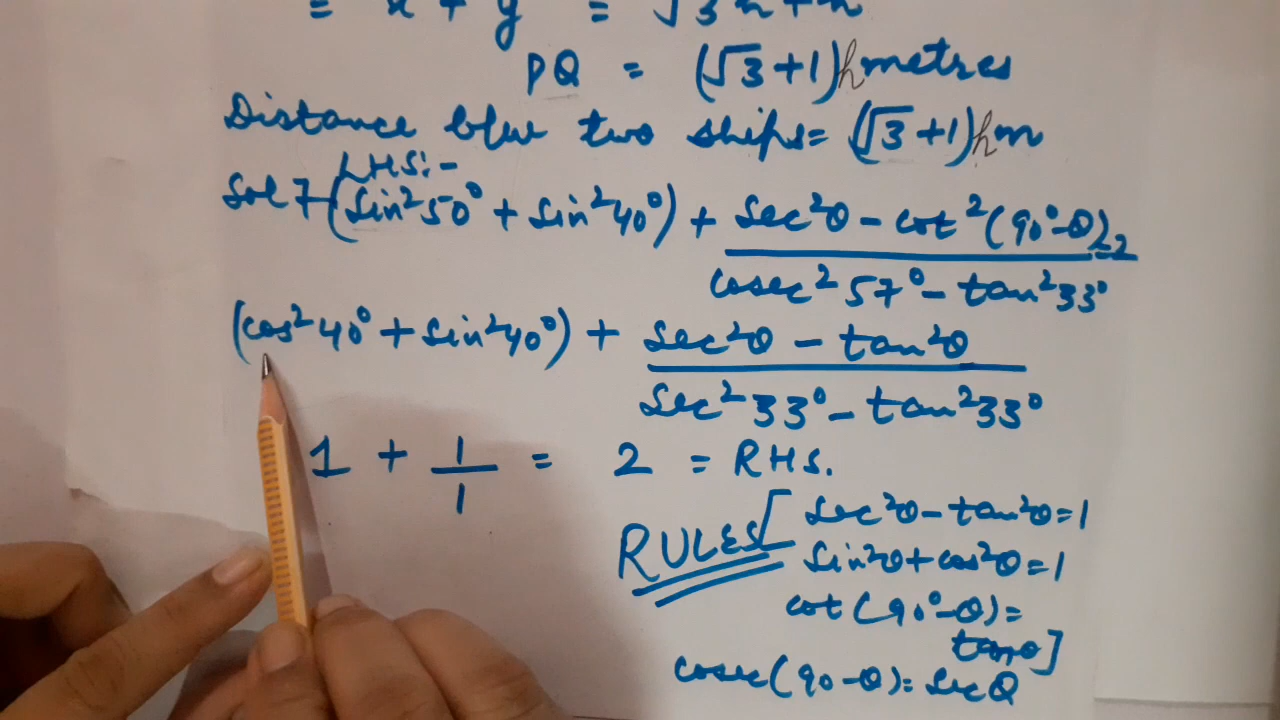 = x + y = √3h + h
PQ = (√3+1)h metres
Distance b/w two ships = (√3+1)h m
LHS:-
Sol 7 (sin²50° + sin²40°) + sec²θ - cot²(90°-θ) = 2
cosec²57° - tan²33°
(cos²40° + sin²40°) + sec²θ - tan²θ
sec²33° - tan²33°
1 + 1/1 = 2 = RHS.
RULES [sec²θ - tan²θ = 1
sin²θ + cos²θ = 1
cot(90°-θ) =
tanθ]
cosec(90-θ) = secθ